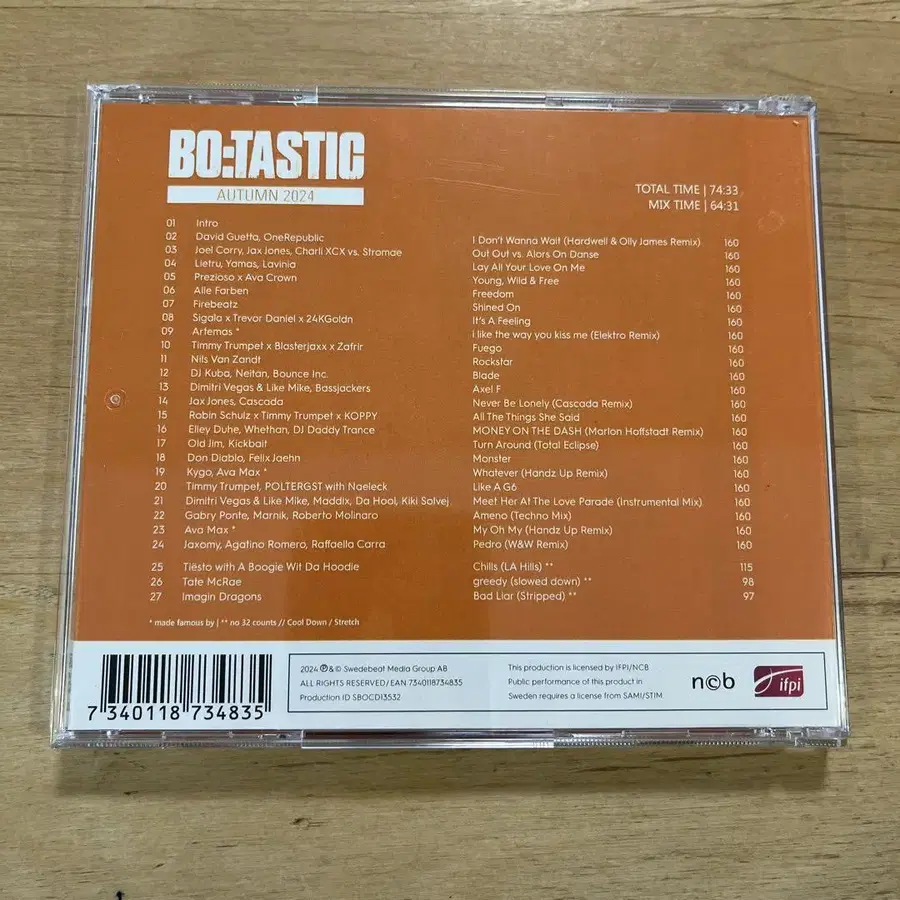 BO:TASTIC
AUTUMN 2024
TOTAL TIME | 74:33
MIX TIME | 64:31
01 Intro
02 David Guetta, OneRepublic I Don't Wanna Wait (Hardwell & Olly James Remix) 160
03 Joel Corry, Jax Jones, Charli XCX vs. Stromae Out Out vs. Alors On Danse 160
04 Lietru, Yamas, Lavinia Lay All Your Love On Me 160
05 Prezioso x Ava Crown Young, Wild & Free 160
06 Alle Farben Freedom 160
07 Firebeatz Shined On 160
08 Sigala x Trevor Daniel x 24KGoldn It's A Feeling 160
09 Artemas * i like the way you kiss me (Elektro Remix) 160
10 Timmy Trumpet x Blasterjaxx x Zafrir Fuego 160
11 Nils Van Zandt Rockstar 160
12 DJ Kuba, Neitan, Bounce Inc. Blade 160
13 Dimitri Vegas & Like Mike, Bassjackers Axel F 160
14 Jax Jones, Cascada Never Be Lonely (Cascada Remix) 160
15 Robin Schulz x Timmy Trumpet x KOPPY All The Things She Said 160
16 Elley Duhe, Whethan, DJ Daddy Trance MONEY ON THE DASH (Marlon Hoffstadt Remix) 160
17 Old Jim, Kickbait Turn Around (Total Eclipse) 160
18 Don Diablo, Felix Jaehn Monster 160
19 Kygo, Ava Max * Whatever (Handz Up Remix) 160
20 Timmy Trumpet, POLTERGST with Naeleck Like A G6 160
21 Dimitri Vegas & Like Mike, Maddix, Da Hool, Kiki Solvej Meet Her At The Love Parade (Instrumental Mix) 160
22 Gabry Ponte, Marnik, Roberto Molinaro Ameno (Techno Mix) 160
23 Ava Max * My Oh My (Handz Up Remix) 160
24 Jaxomy, Agatino Romero, Raffaella Carra Pedro (W&W Remix) 160
25 Tiësto with A Boogie Wit Da Hoodie Chills (LA Hills) ** 115
26 Tate McRae greedy (slowed down) ** 98
27 Imagin Dragons Bad Liar (Stripped) ** 97
* made famous by | ** no 32 counts // Cool Down / Stretch
7 340118 734835
2024 ℗ & © Swedebeat Media Group AB
ALL RIGHTS RESERVED / EAN 7340118734835
Production ID SBOCD13532
This production is licensed by IFPI/NCB
Public performance of this product in
Sweden requires a license from SAMI/STIM
ncb
ifpi